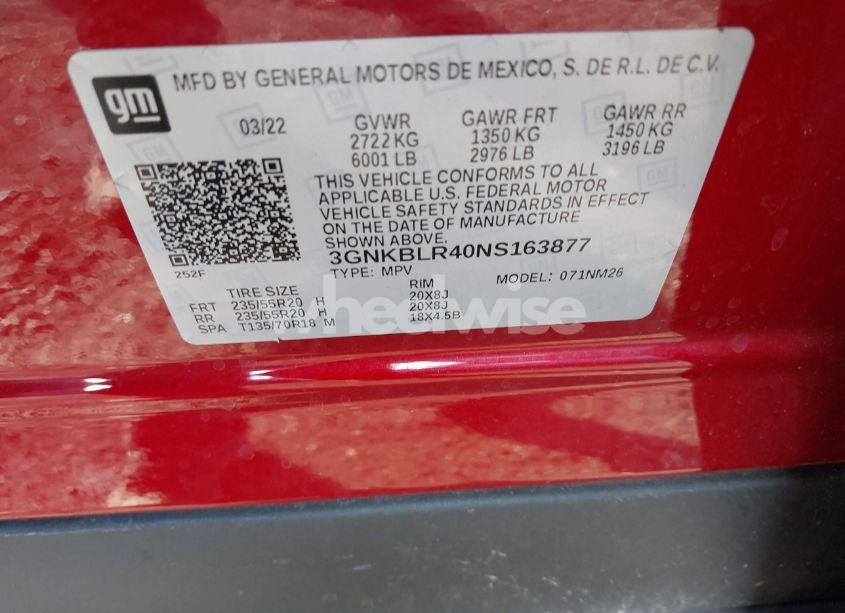 gm
MFD BY GENERAL MOTORS DE MEXICO, S. DE R.L. DE C.V.
03/22 GVWR GAWR FRT GAWR RR
2722 KG 1350 KG 1450 KG
6001 LB 2976 LB 3196 LB
THIS VEHICLE CONFORMS TO ALL
APPLICABLE U.S. FEDERAL MOTOR
VEHICLE SAFETY STANDARDS IN EFFECT
ON THE DATE OF MANUFACTURE
SHOWN ABOVE.
3GNKBLR40NS163877
252F TYPE: MPV MODEL: 071NM26
TIRE SIZE RIM
FRT 235/55R20 H 20X8J
RR 235/55R20 H 20X8J
SPA T135/70R18 M 18X4.5B
wheelwise